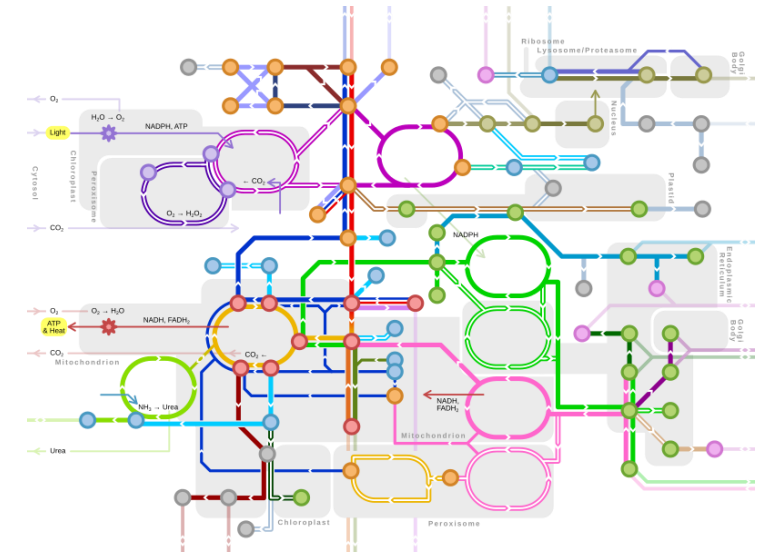 Ribosome
Lysosome/Proteasome
Golgi
Body
O₂
H₂O → O₂
Light
NADPH, ATP
Nucleus
Cytosol
Chloroplast
Peroxisome
← CO₂
O₂ → H₂O₂
Plastid
CO₂
NADPH
Endoplasmic
Reticulum
O₂
O₂ → H₂O
ATP
& Heat
NADH, FADH₂
Golgi
Body
CO₂
CO₂ ←
Mitochondrion
NH₃ → Urea
NADH,
FADH₂
Mitochondrion
Urea
Chloroplast
Peroxisome